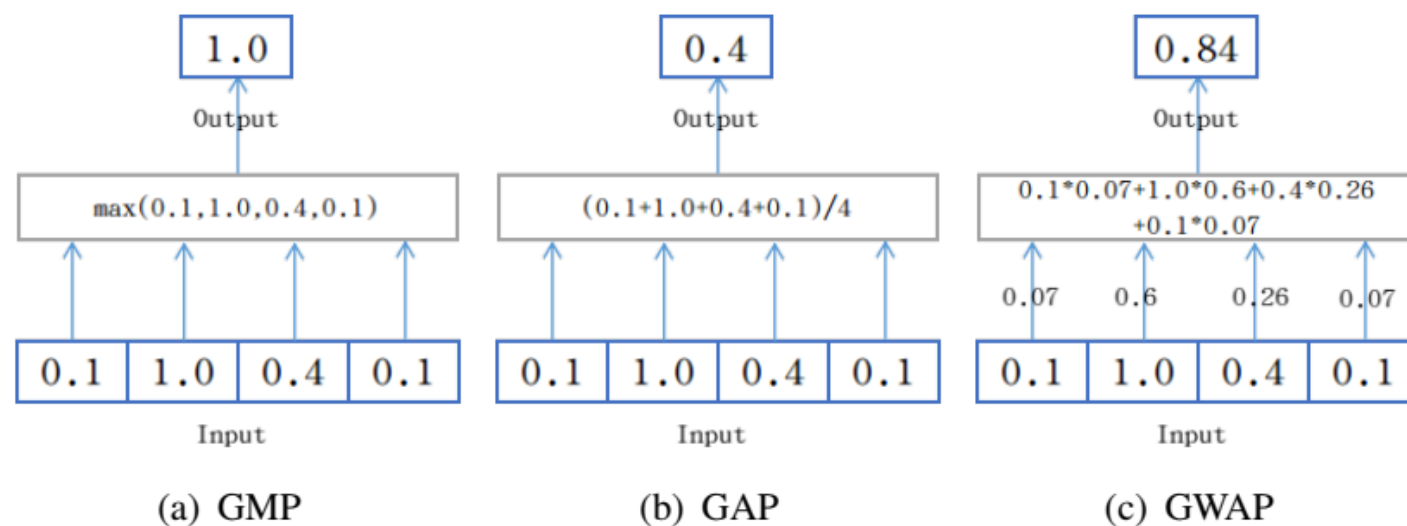 1.0
Output
max(0.1,1.0,0.4,0.1)
0.1 1.0 0.4 0.1
Input
(a) GMP
0.4
Output
(0.1+1.0+0.4+0.1)/4
0.1 1.0 0.4 0.1
Input
(b) GAP
0.84
Output
0.1*0.07+1.0*0.6+0.4*0.26
+0.1*0.07
0.07 0.6 0.26 0.07
0.1 1.0 0.4 0.1
Input
(c) GWAP